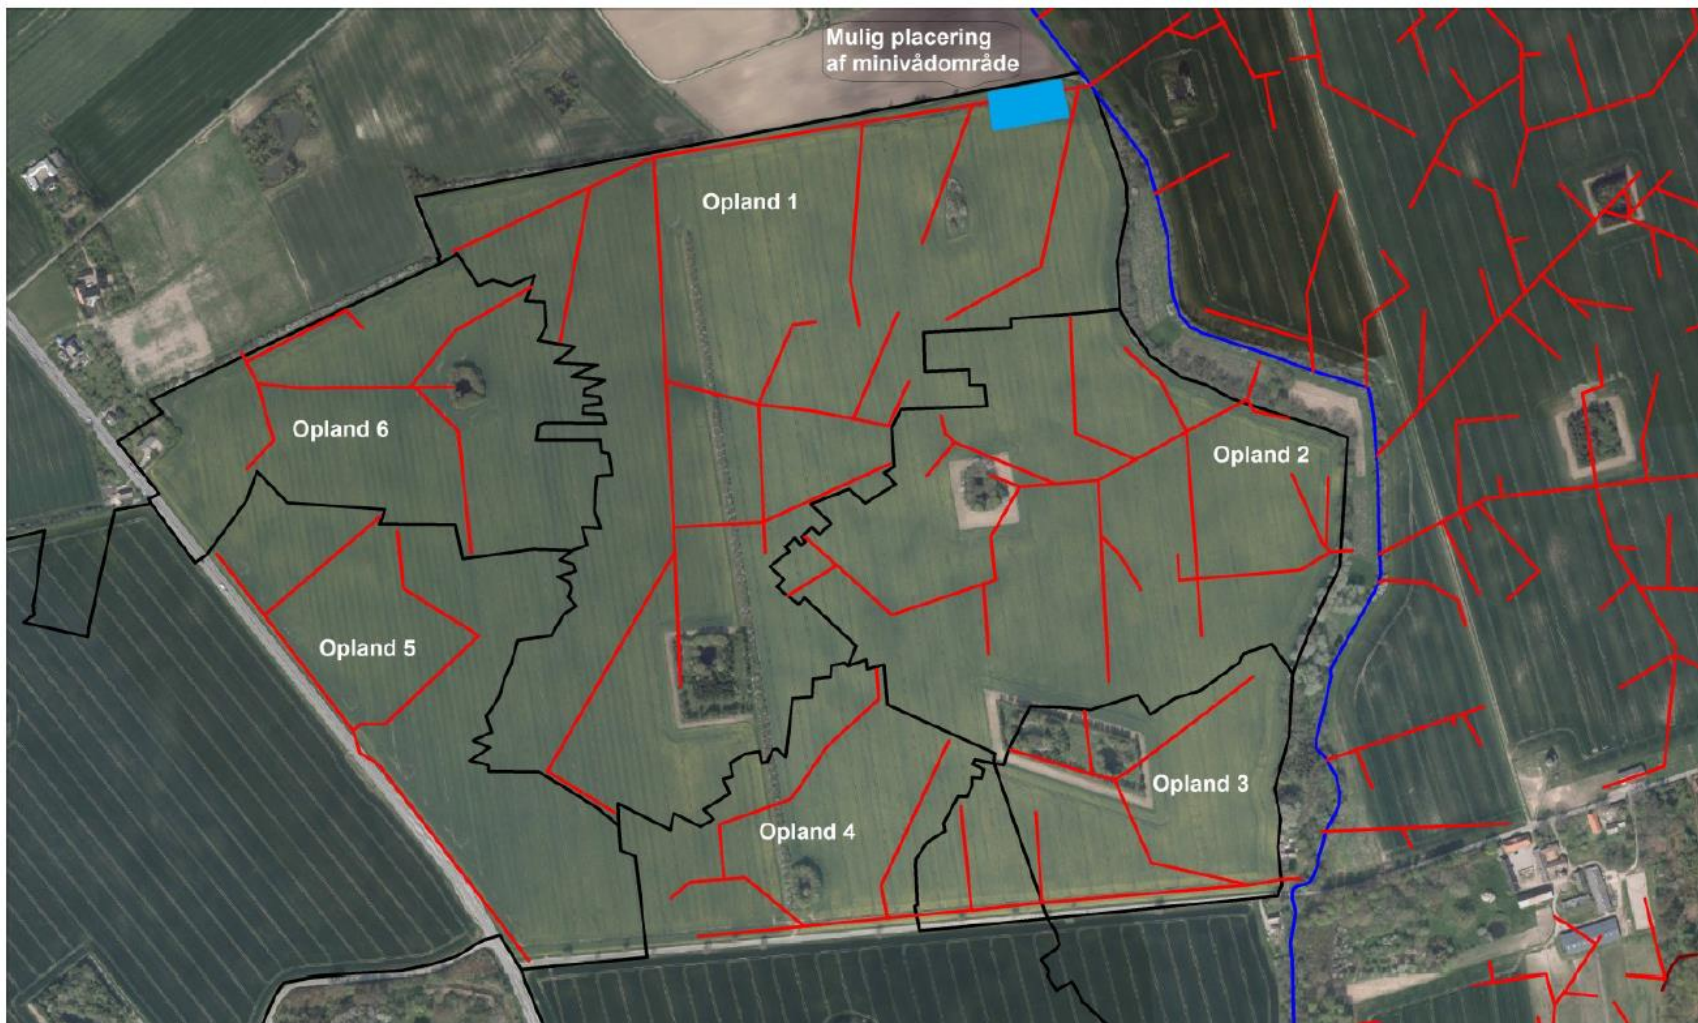 Mulig placering
af minivådområde
Opland 1
Opland 6
Opland 2
Opland 5
Opland 3
Opland 4